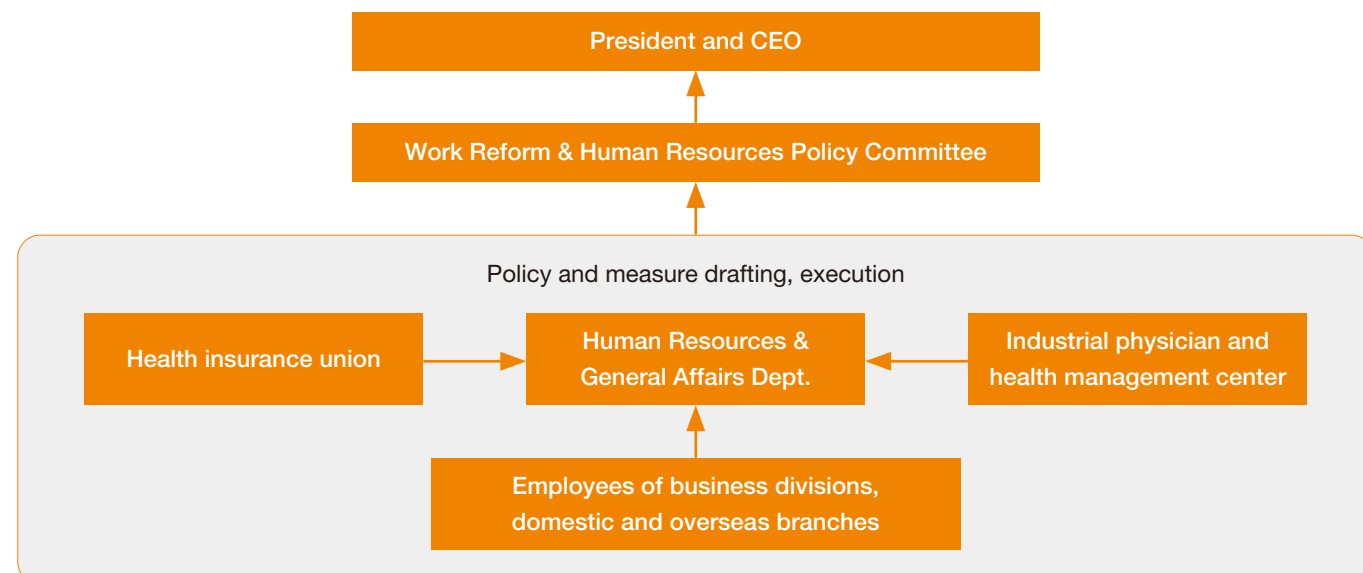 President and CEO
Work Reform & Human Resources Policy Committee
Policy and measure drafting, execution
Health insurance union
Human Resources &
General Affairs Dept.
Industrial physician and
health management center
Employees of business divisions,
domestic and overseas branches